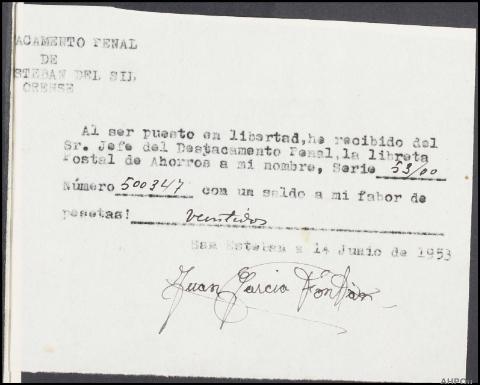 ACAMENTO PENAL
DE
STEBAN DEL SIL
ORENSE
Al ser puesto en libertad,he recibido del
Sr. Jefe del Destacamento Penal,la libreta
Postal de Ahorros a mi nombre, Serie 53/00
Número 500347 con un saldo a mi fabor de
pesetas! veintidos
San Esteban a 14 Junio de 1953
Juan Garcia
AHPOu